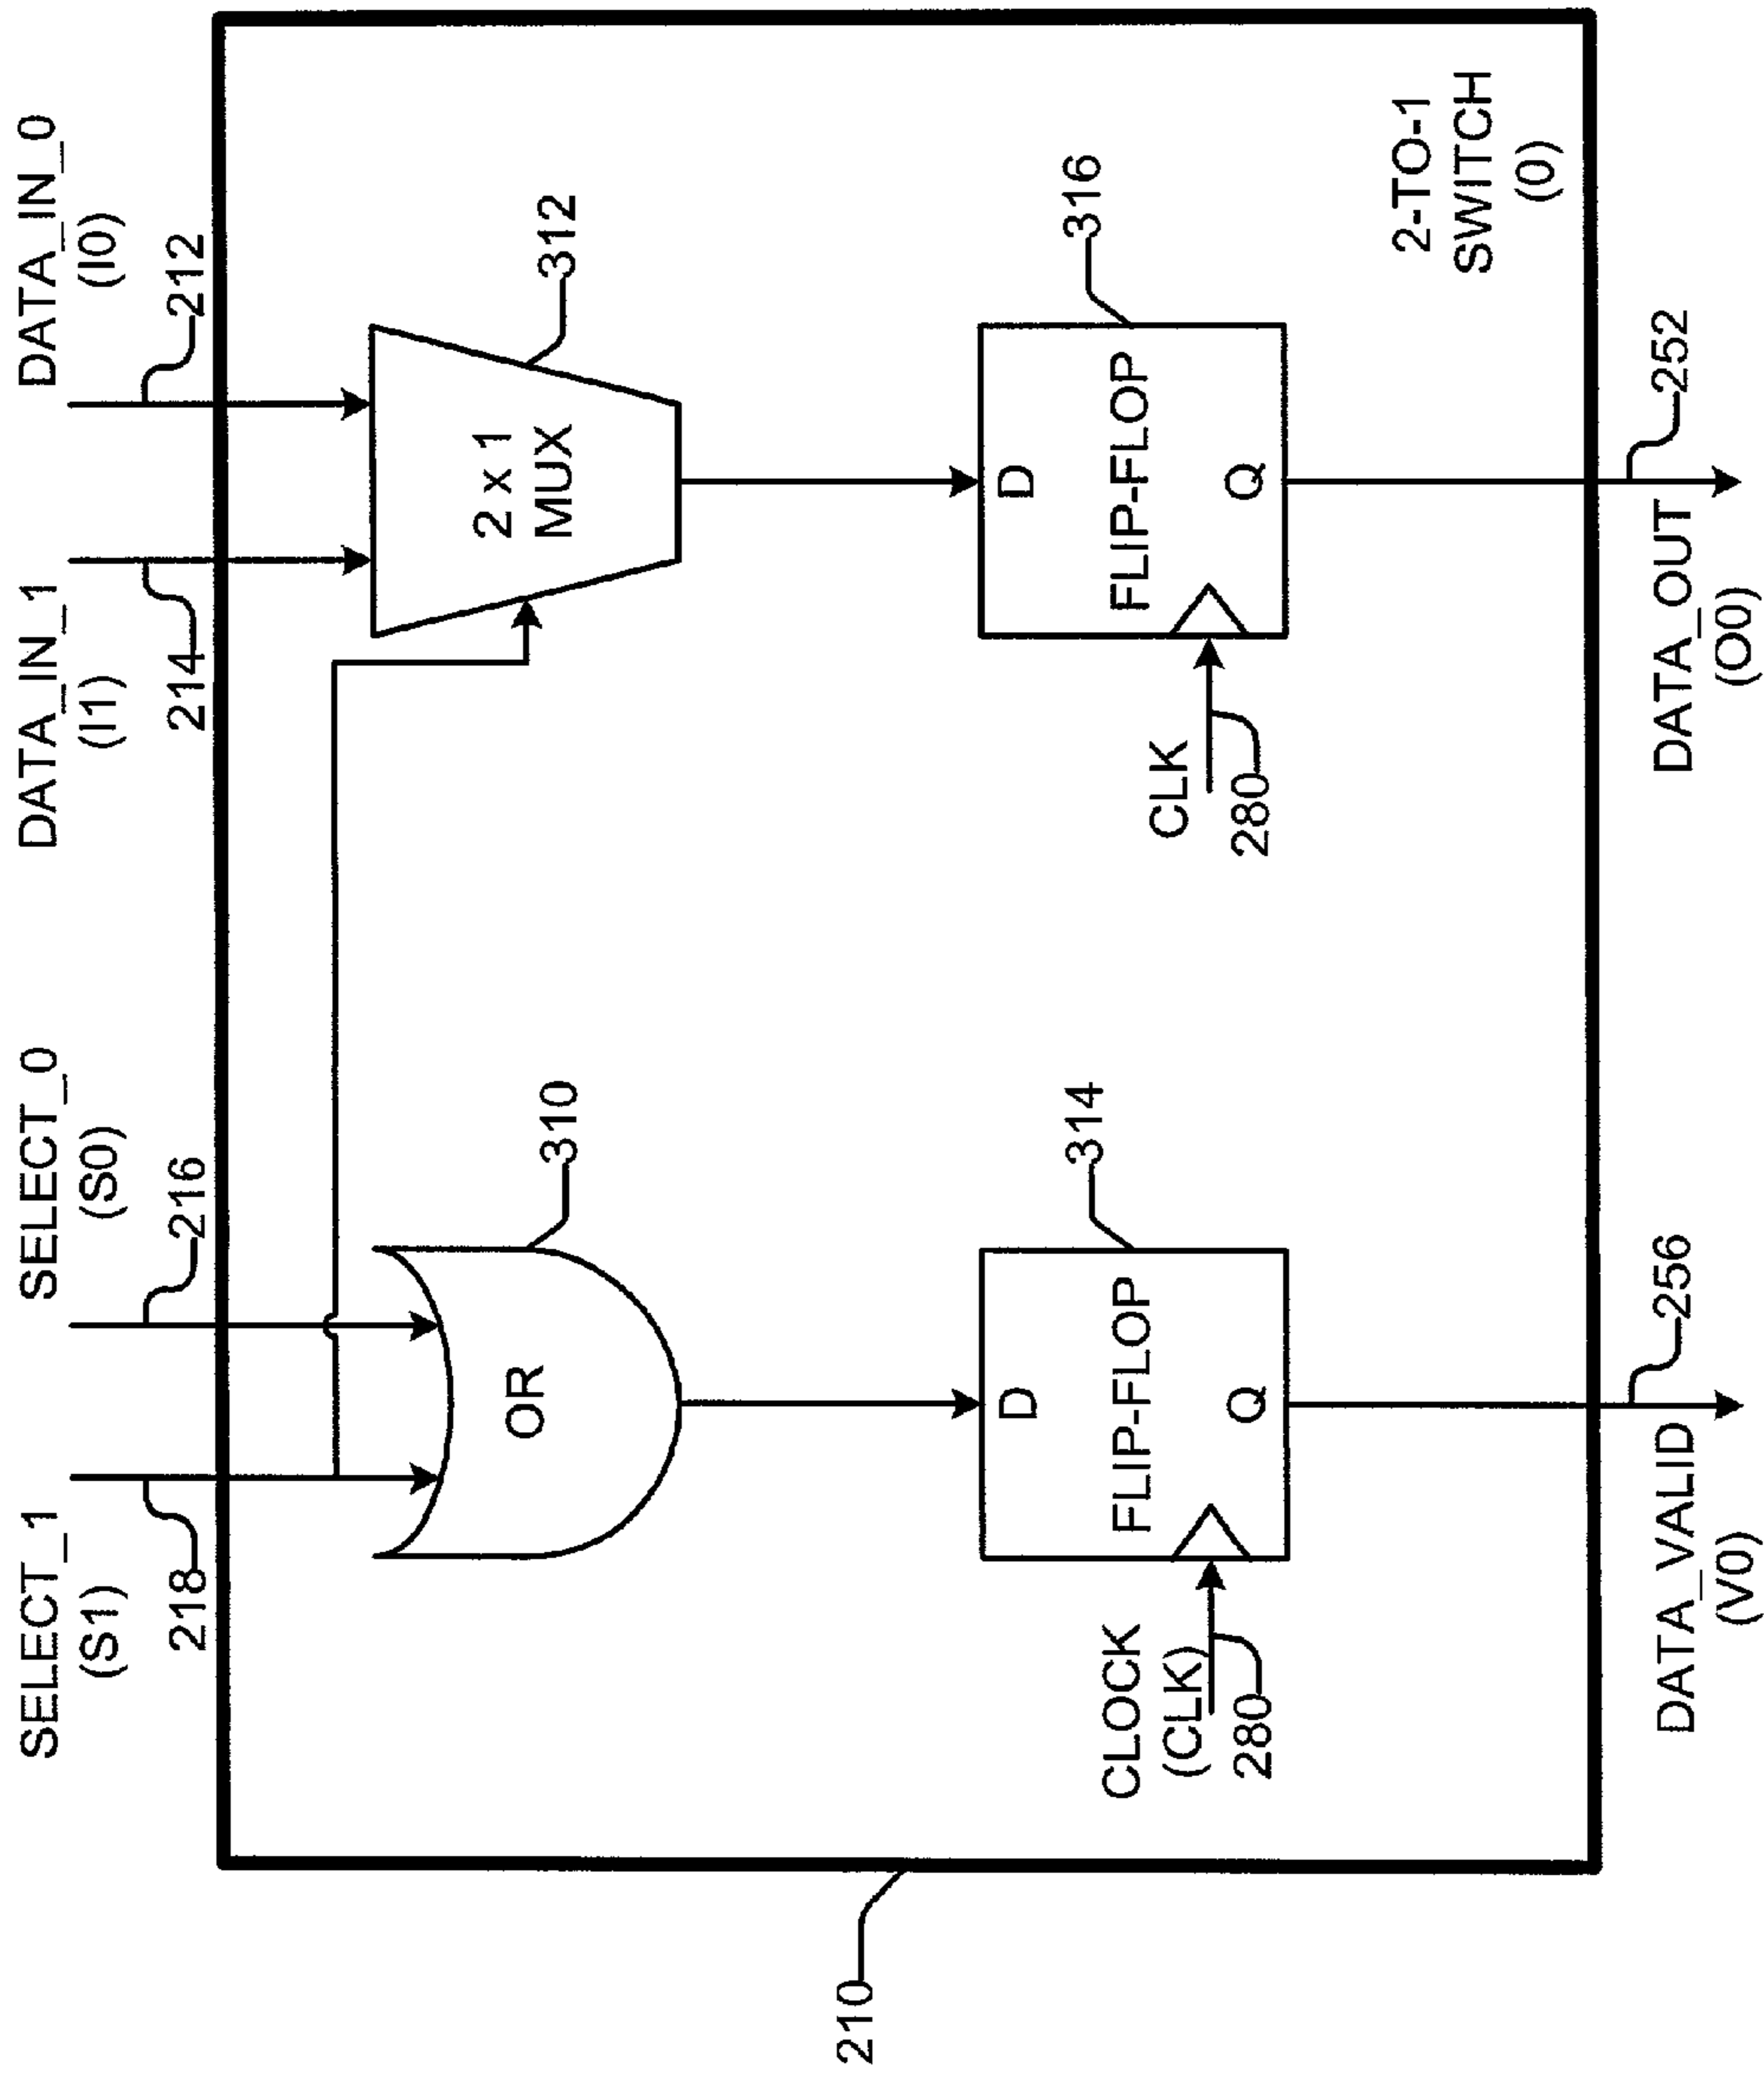 SELECT_1
(S1)
218
SELECT_0
(S0)
216
DATA_IN_1
(I1)
214
DATA_IN_0
(I0)
212
OR
310
2 x 1
MUX
312
D
FLIP-FLOP
Q
314
CLOCK
(CLK)
280
D
FLIP-FLOP
Q
316
CLK
280
2-TO-1
SWITCH
(0)
210
DATA_VALID
(V0)
256
DATA_OUT
(O0)
252